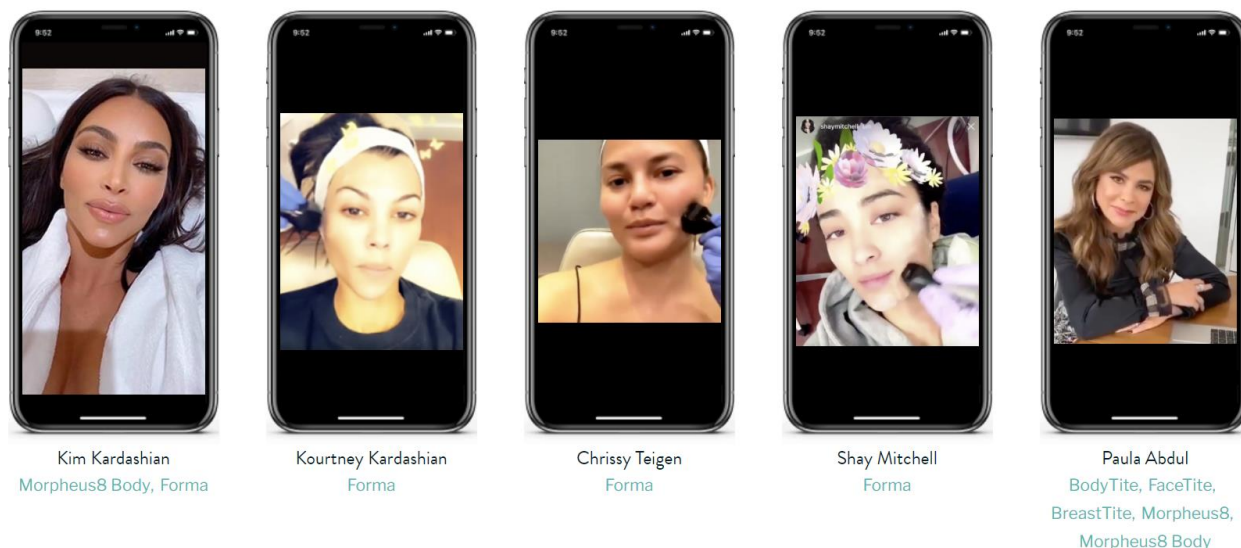 9:52
9:52
9:52
9:52
9:52
shaymitchell
Kim Kardashian
Morpheus8 Body, Forma
Kourtney Kardashian
Forma
Chrissy Teigen
Forma
Shay Mitchell
Forma
Paula Abdul
BodyTite, FaceTite,
BreastTite, Morpheus8,
Morpheus8 Body